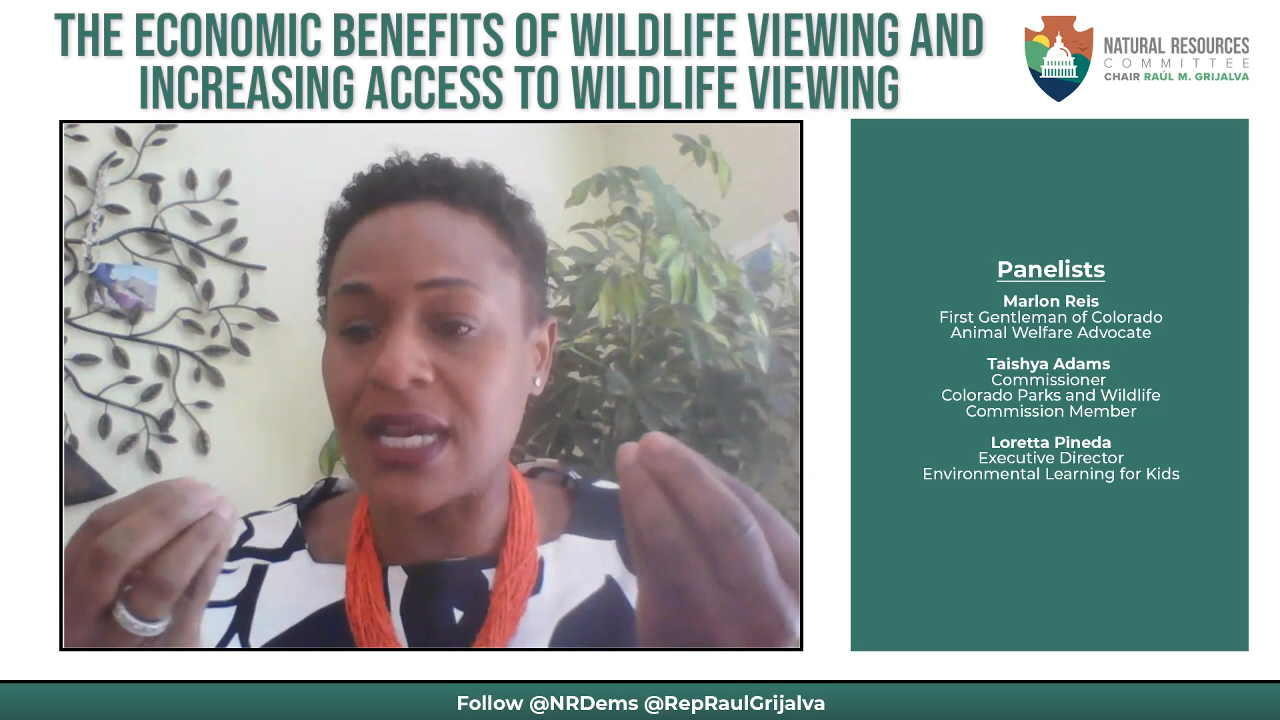 THE ECONOMIC BENEFITS OF WILDLIFE VIEWING AND
INCREASING ACCESS TO WILDLIFE VIEWING
NATURAL RESOURCES
COMMITTEE
CHAIR RAÚL M. GRIJALVA
Panelists
Marlon Reis
First Gentleman of Colorado
Animal Welfare Advocate
Taishya Adams
Commissioner
Colorado Parks and Wildlife
Commission Member
Loretta Pineda
Executive Director
Environmental Learning for Kids
Follow @NRDems @RepRaulGrijalva